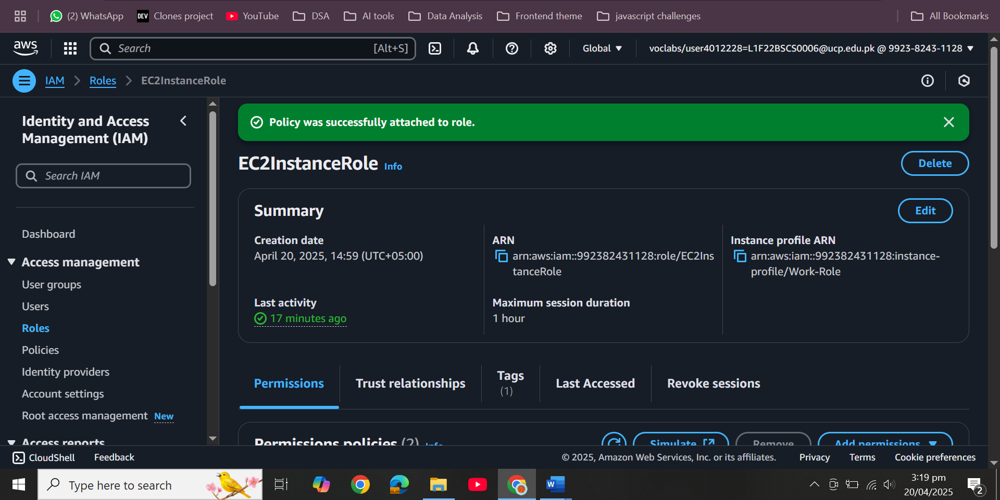 (2) WhatsApp
DEV Clones project
YouTube
DSA
AI tools
Data Analysis
Frontend theme
javascript challenges
All Bookmarks
aws
Search [Alt+S]
Global
voclabs/user4012228=L1F22BSCS0006@ucp.edu.pk @ 9923-8243-1128
IAM
Roles
EC2InstanceRole
Identity and Access
Management (IAM)
Search IAM
Dashboard
Access management
User groups
Users
Roles
Policies
Identity providers
Account settings
Root access management New
Access reports
Policy was successfully attached to role.
EC2InstanceRole Info
Delete
Summary
Edit
Creation date
April 20, 2025, 14:59 (UTC+05:00)
ARN
arn:aws:iam::992382431128:role/EC2Ins
tanceRole
Instance profile ARN
arn:aws:iam::992382431128:instance-
profile/Work-Role
Last activity
17 minutes ago
Maximum session duration
1 hour
Permissions
Trust relationships
Tags
(1)
Last Accessed
Revoke sessions
Permissions policies (2) Info
Simulate
Remove
Add permissions
CloudShell
Feedback
© 2025, Amazon Web Services, Inc. or its affiliates.
Privacy
Terms
Cookie preferences
Type here to search
W
3:19 pm
20/04/2025
2